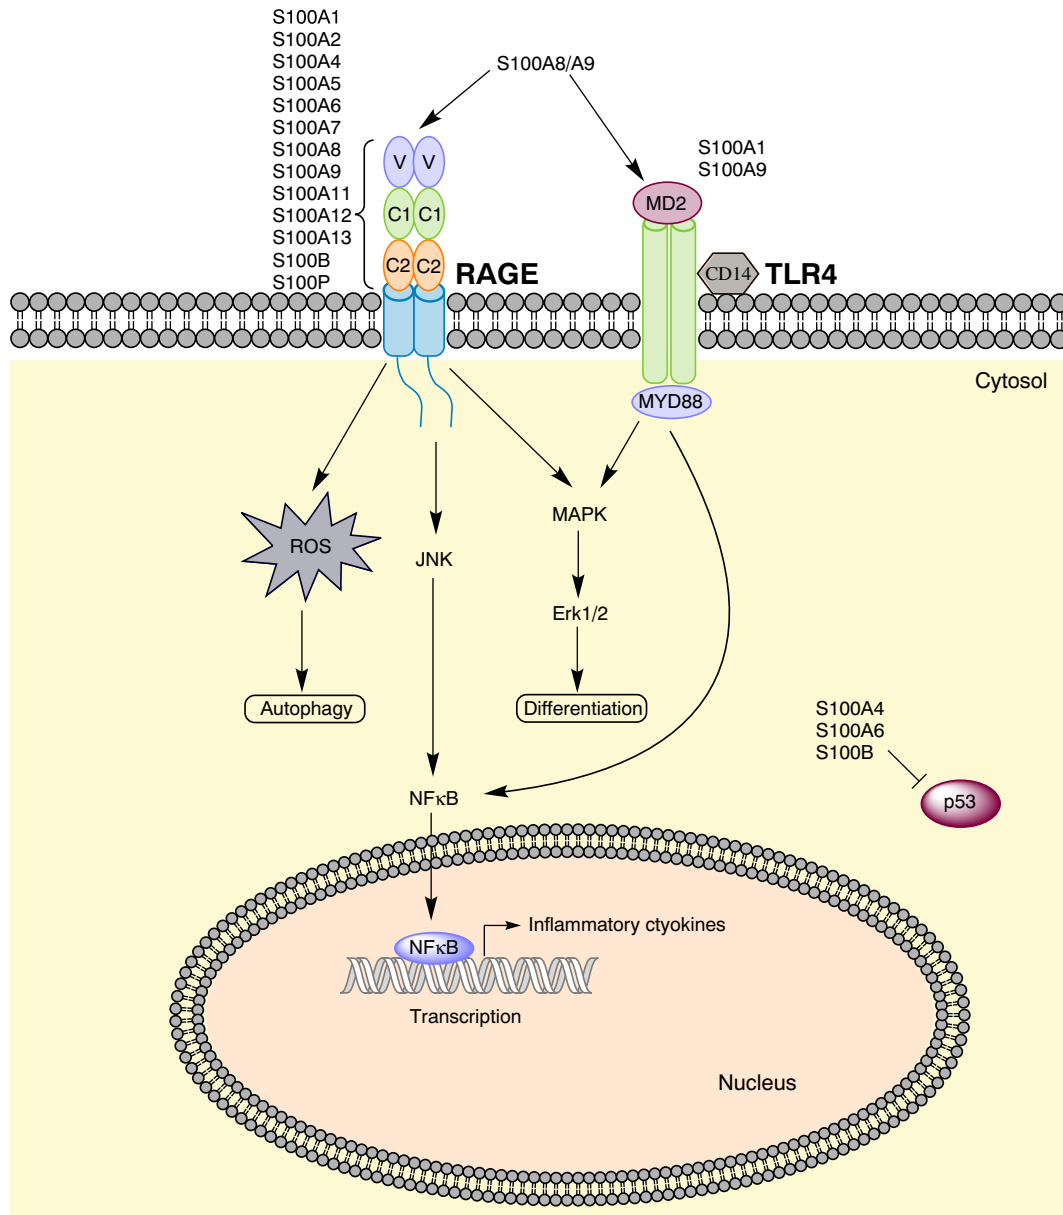 S100A1
S100A2
S100A4
S100A5
S100A6
S100A7
S100A8
S100A9
S100A11
S100A12
S100A13
S100B
S100P
S100A8/A9
S100A1
S100A9
V V
C1 C1
C2 C2
RAGE
MD2
CD14
TLR4
Cytosol
MYD88
MAPK
ROS
JNK
Erk1/2
Autophagy
Differentiation
S100A4
S100A6
S100B
p53
NFκB
Inflammatory ctyokines
NFκB
Transcription
Nucleus